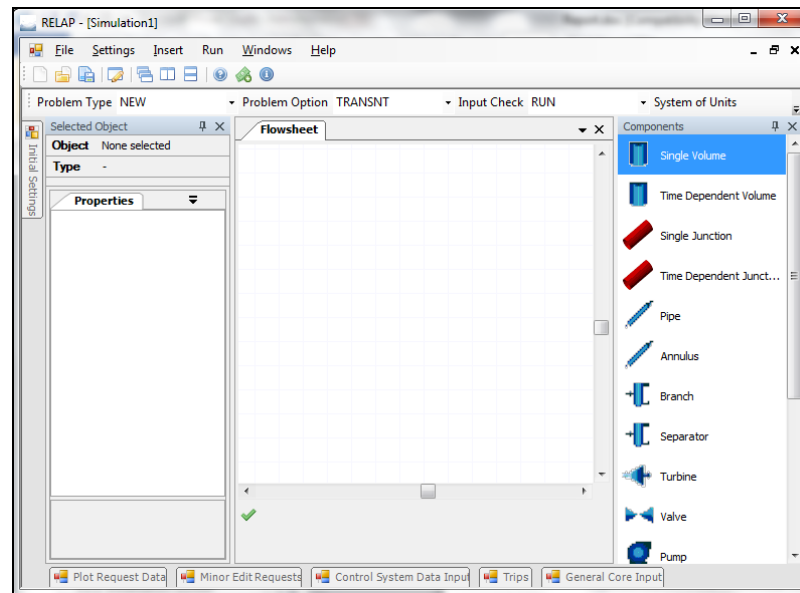 RELAP - [Simulation1]
File Settings Insert Run Windows Help
Problem Type NEW Problem Option TRANSNT Input Check RUN System of Units
Initial Settings
Selected Object
Object None selected
Type -
Properties
Flowsheet
Components
Single Volume
Time Dependent Volume
Single Junction
Time Dependent Junct...
Pipe
Annulus
Branch
Separator
Turbine
Valve
Pump
Plot Request Data Minor Edit Requests Control System Data Input Trips General Core Input